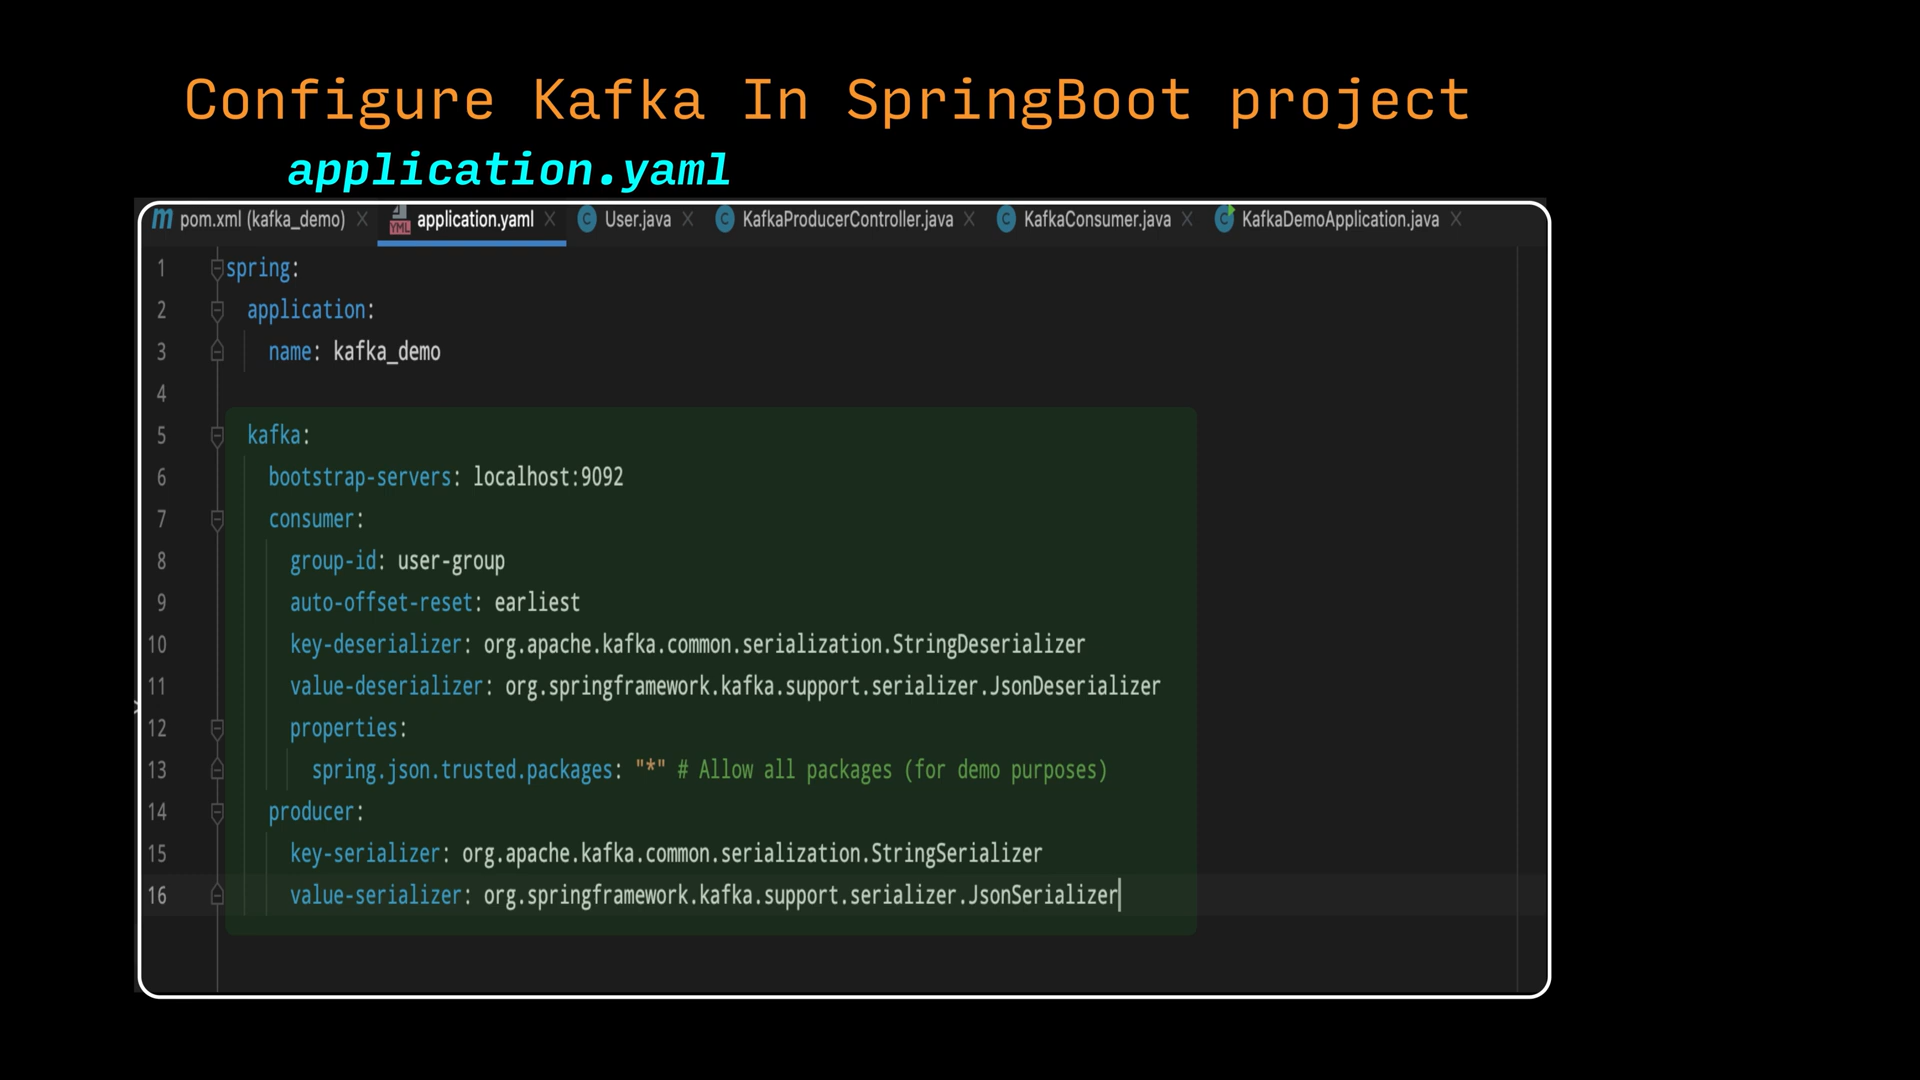 Configure Kafka In SpringBoot project
application.yaml
pom.xml (kafka_demo) application.yaml User.java KafkaProducerController.java KafkaConsumer.java KafkaDemoApplication.java
1 spring:
2 application:
3 name: kafka_demo
4
5 kafka:
6 bootstrap-servers: localhost:9092
7 consumer:
8 group-id: user-group
9 auto-offset-reset: earliest
10 key-deserializer: org.apache.kafka.common.serialization.StringDeserializer
11 value-deserializer: org.springframework.kafka.support.serializer.JsonDeserializer
12 properties:
13 spring.json.trusted.packages: "*" # Allow all packages (for demo purposes)
14 producer:
15 key-serializer: org.apache.kafka.common.serialization.StringSerializer
16 value-serializer: org.springframework.kafka.support.serializer.JsonSerializer